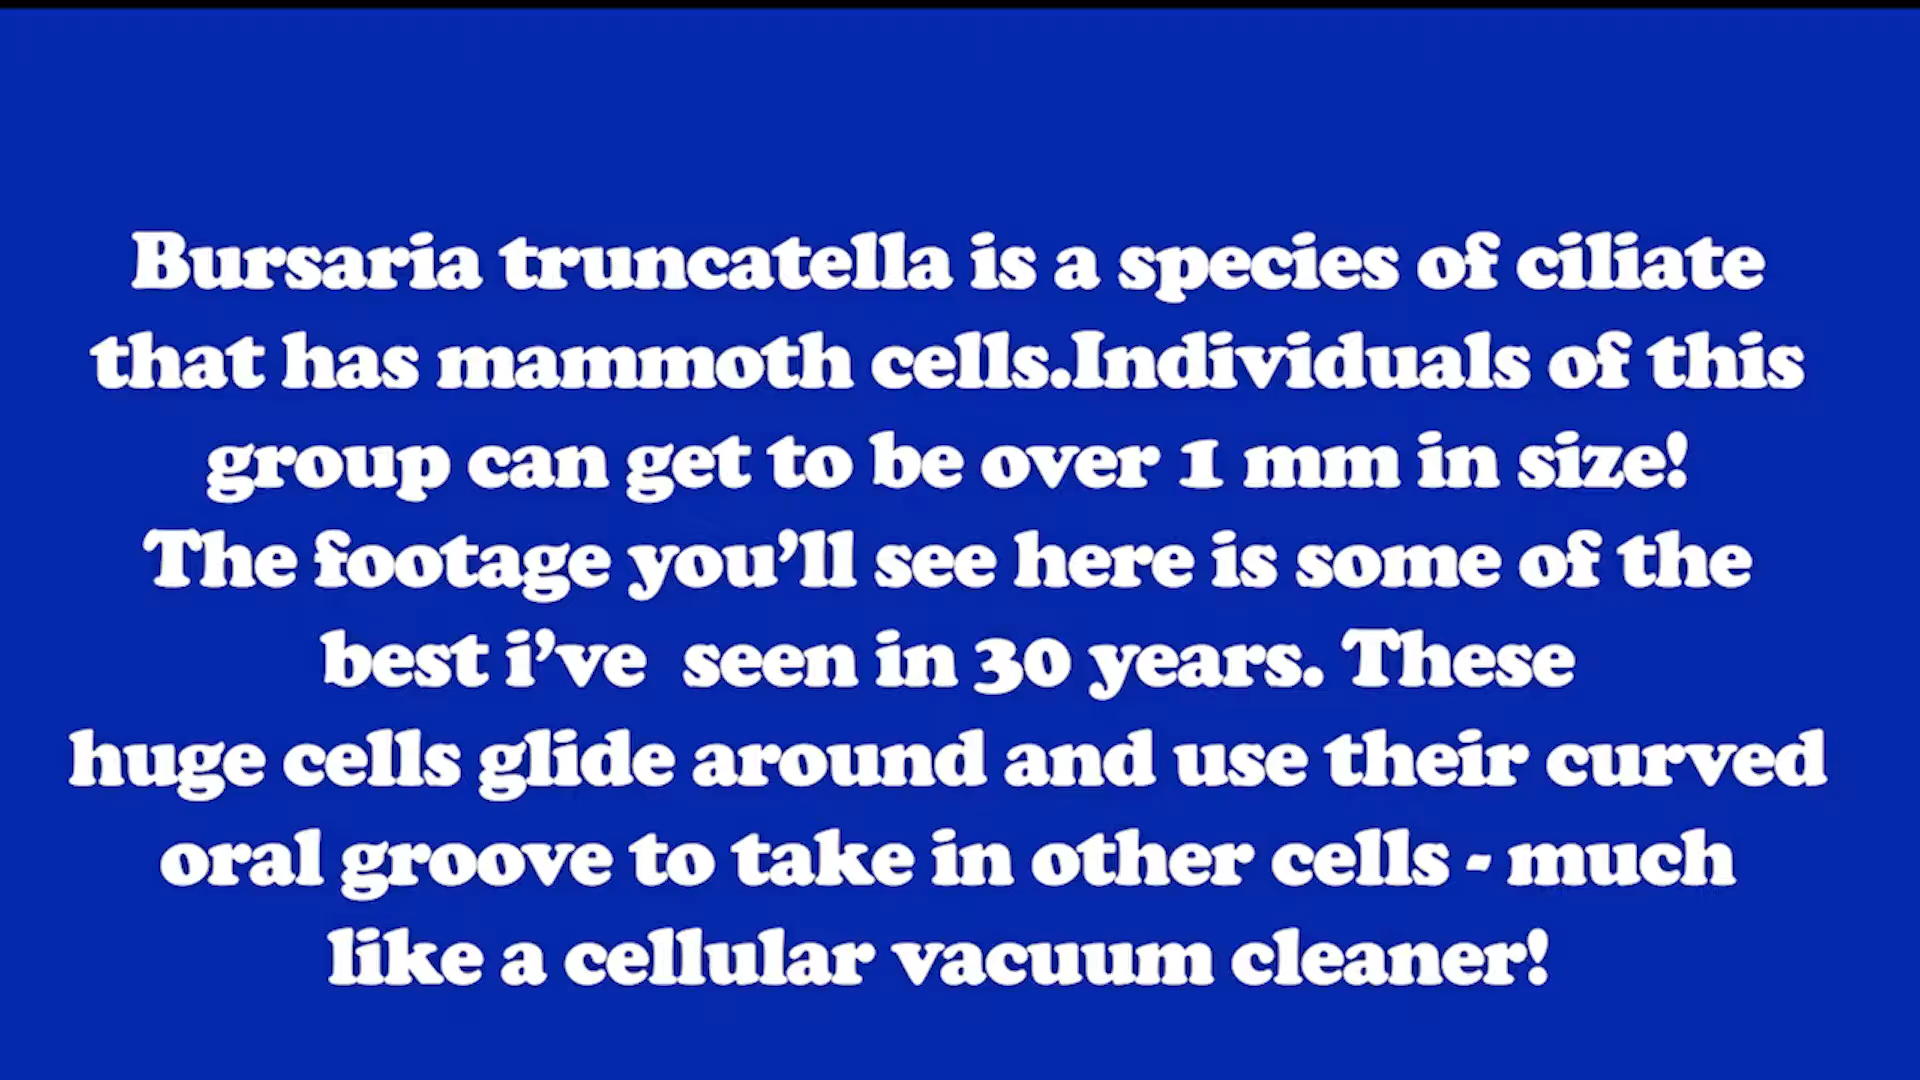 Bursaria truncatella is a species of ciliate
that has mammoth cells.Individuals of this
group can get to be over 1 mm in size!
The footage you’ll see here is some of the
best i’ve  seen in 30 years. These
huge cells glide around and use their curved
oral groove to take in other cells - much
like a cellular vacuum cleaner!